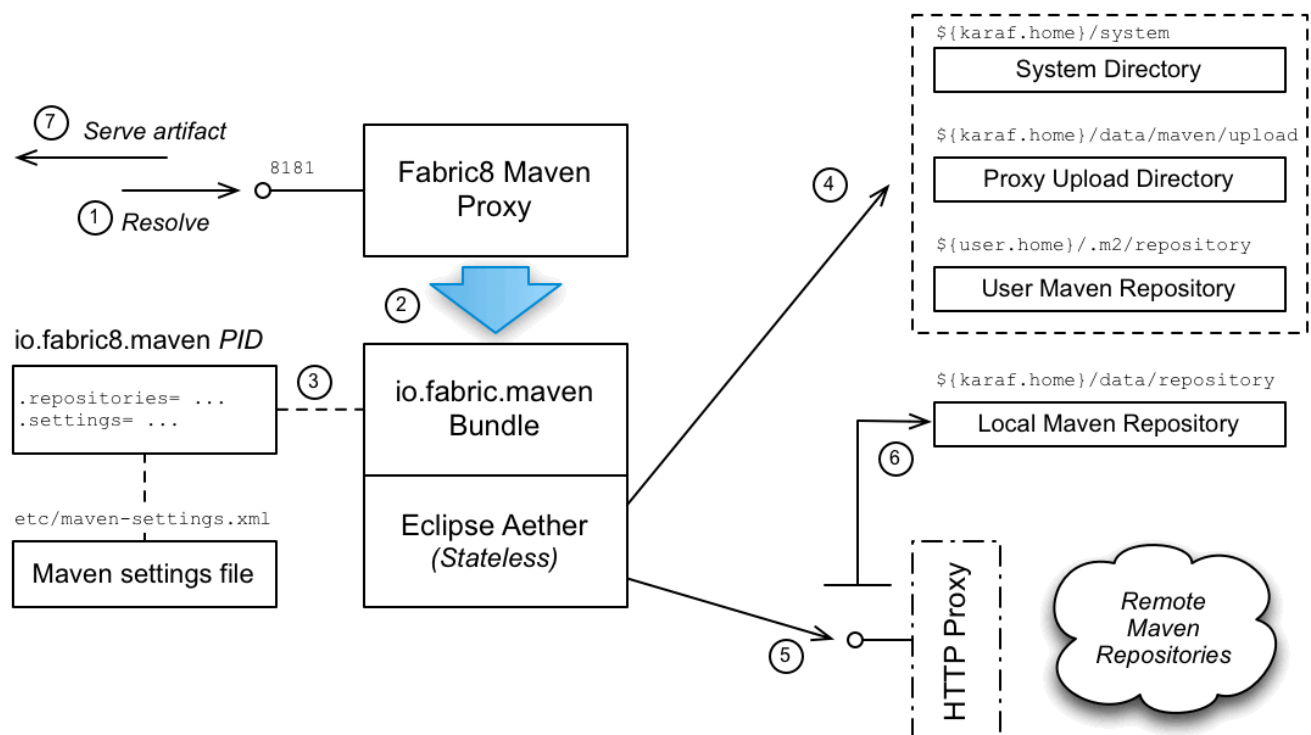 7
Serve artifact
8181
1
Resolve
Fabric8 Maven
Proxy
2
io.fabric8.maven PID
.repositories= ...
.settings= ...
3
io.fabric.maven
Bundle
etc/maven-settings.xml
Maven settings file
Eclipse Aether
(Stateless)
4
${karaf.home}/system
System Directory
${karaf.home}/data/maven/upload
Proxy Upload Directory
${user.home}/.m2/repository
User Maven Repository
${karaf.home}/data/repository
Local Maven Repository
6
5
HTTP Proxy
Remote
Maven
Repositories